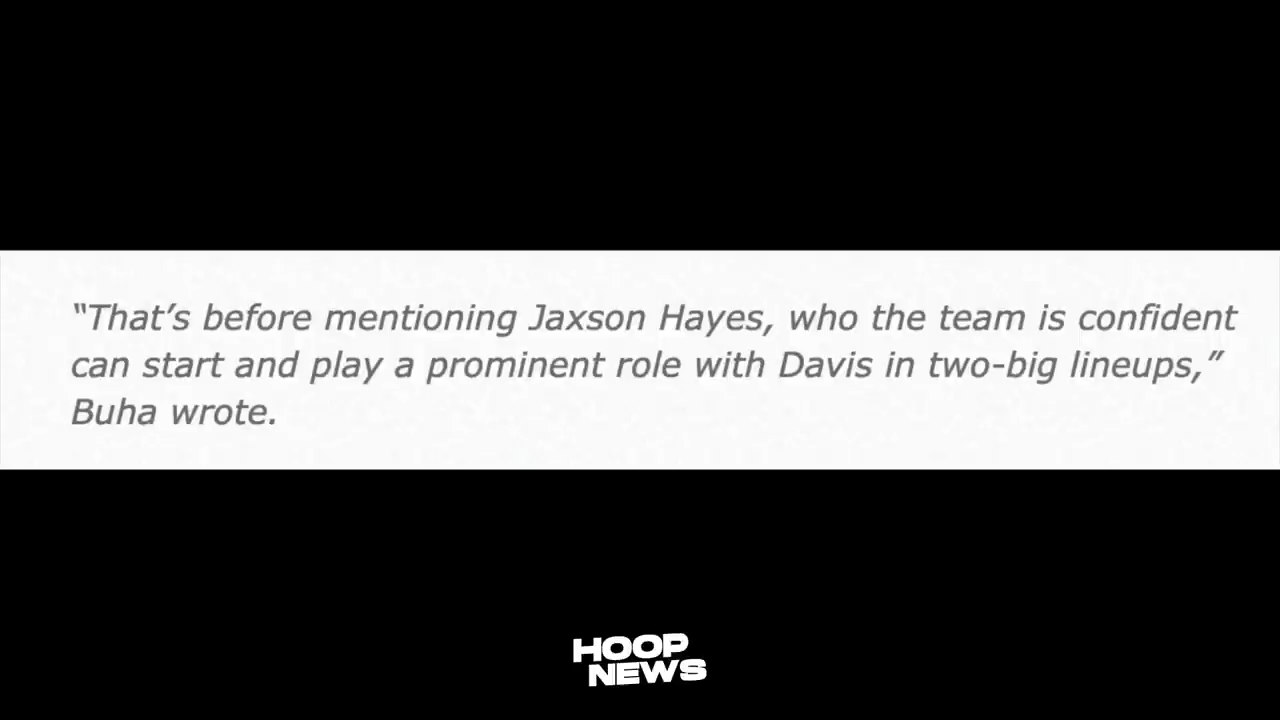 “That’s before mentioning Jaxson Hayes, who the team is confident
can start and play a prominent role with Davis in two-big lineups,”
Buha wrote.
HOOP
NEWS